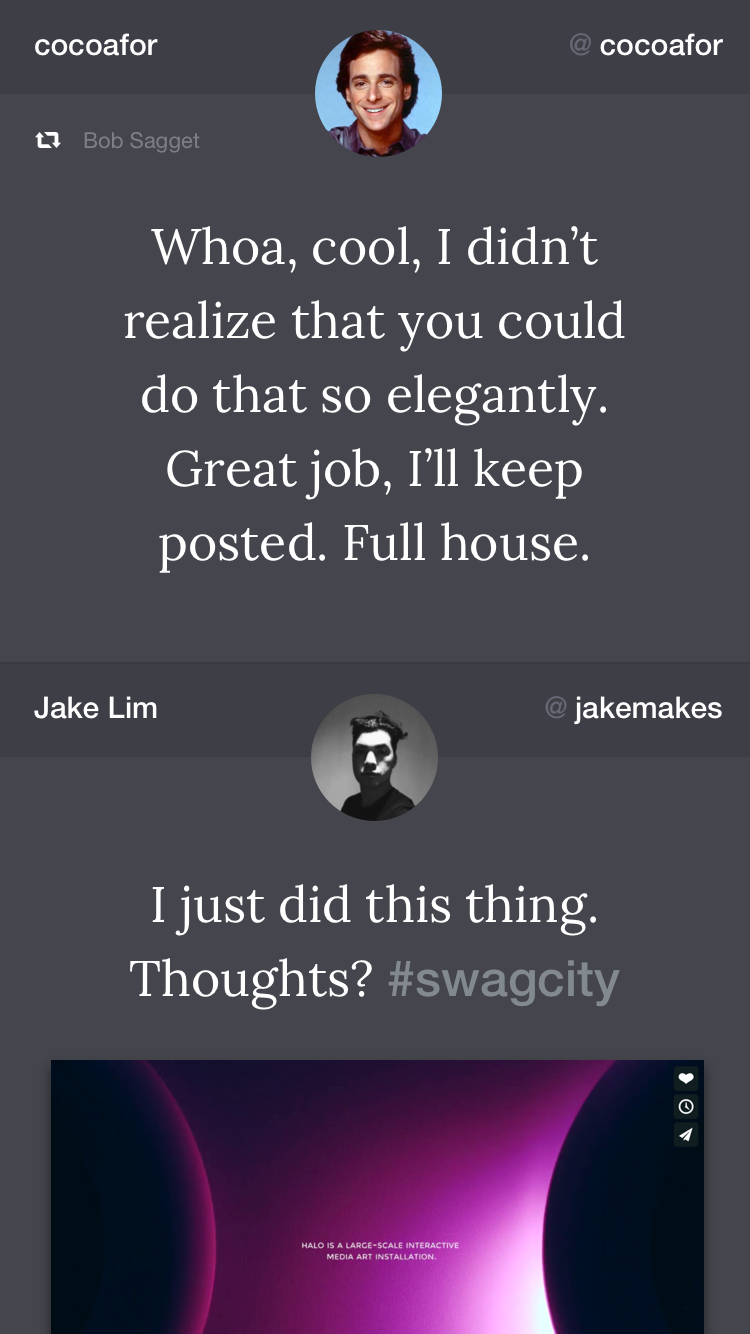 cocoafor
@ cocoafor
Bob Sagget
Whoa, cool, I didn’t
realize that you could
do that so elegantly.
Great job, I’ll keep
posted. Full house.
Jake Lim
@ jakemakes
I just did this thing.
Thoughts? #swagcity
HALO IS A LARGE-SCALE INTERACTIVE
MEDIA ART INSTALLATION.